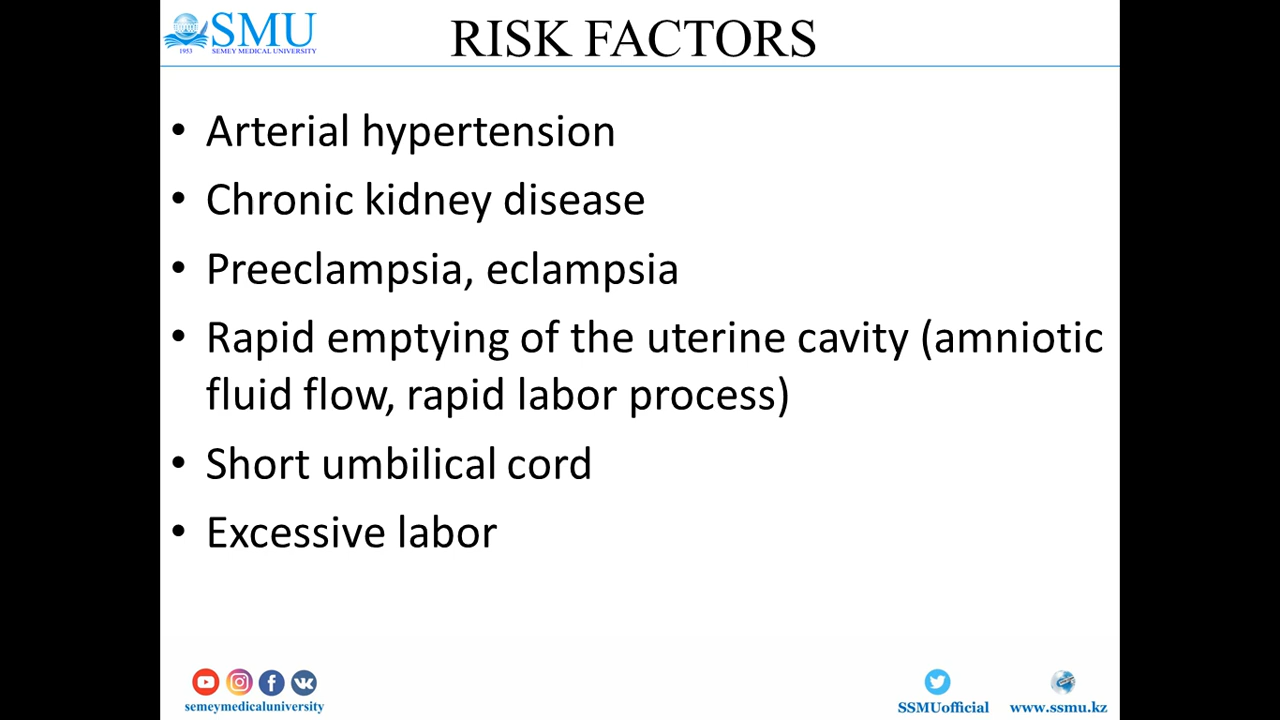 SMU
SEMEY MEDICAL UNIVERSITY
1953
RISK FACTORS
• Arterial hypertension
• Chronic kidney disease
• Preeclampsia, eclampsia
• Rapid emptying of the uterine cavity (amniotic
fluid flow, rapid labor process)
• Short umbilical cord
• Excessive labor
semeymedicaluniversity
SSMUofficial
www.ssmu.kz